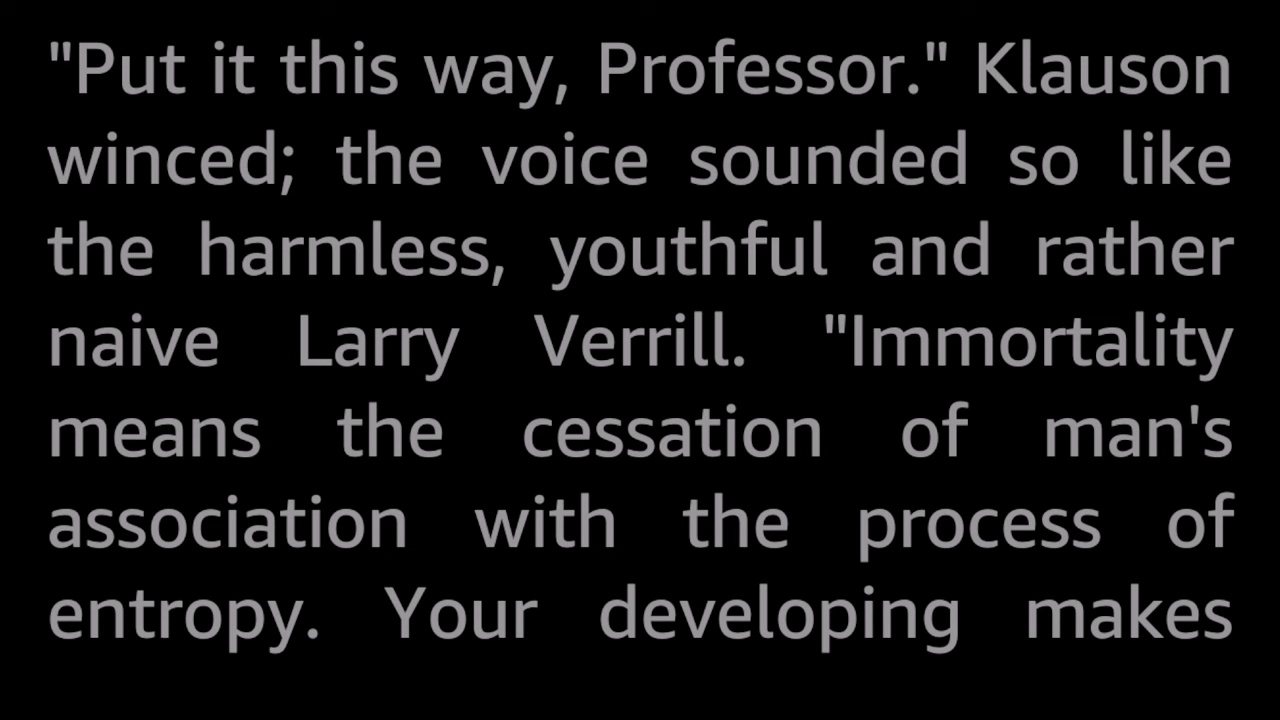 "Put it this way, Professor." Klauson
winced; the voice sounded so like
the harmless, youthful and rather
naive Larry Verrill. "Immortality
means the cessation of man's
association with the process of
entropy. Your developing makes